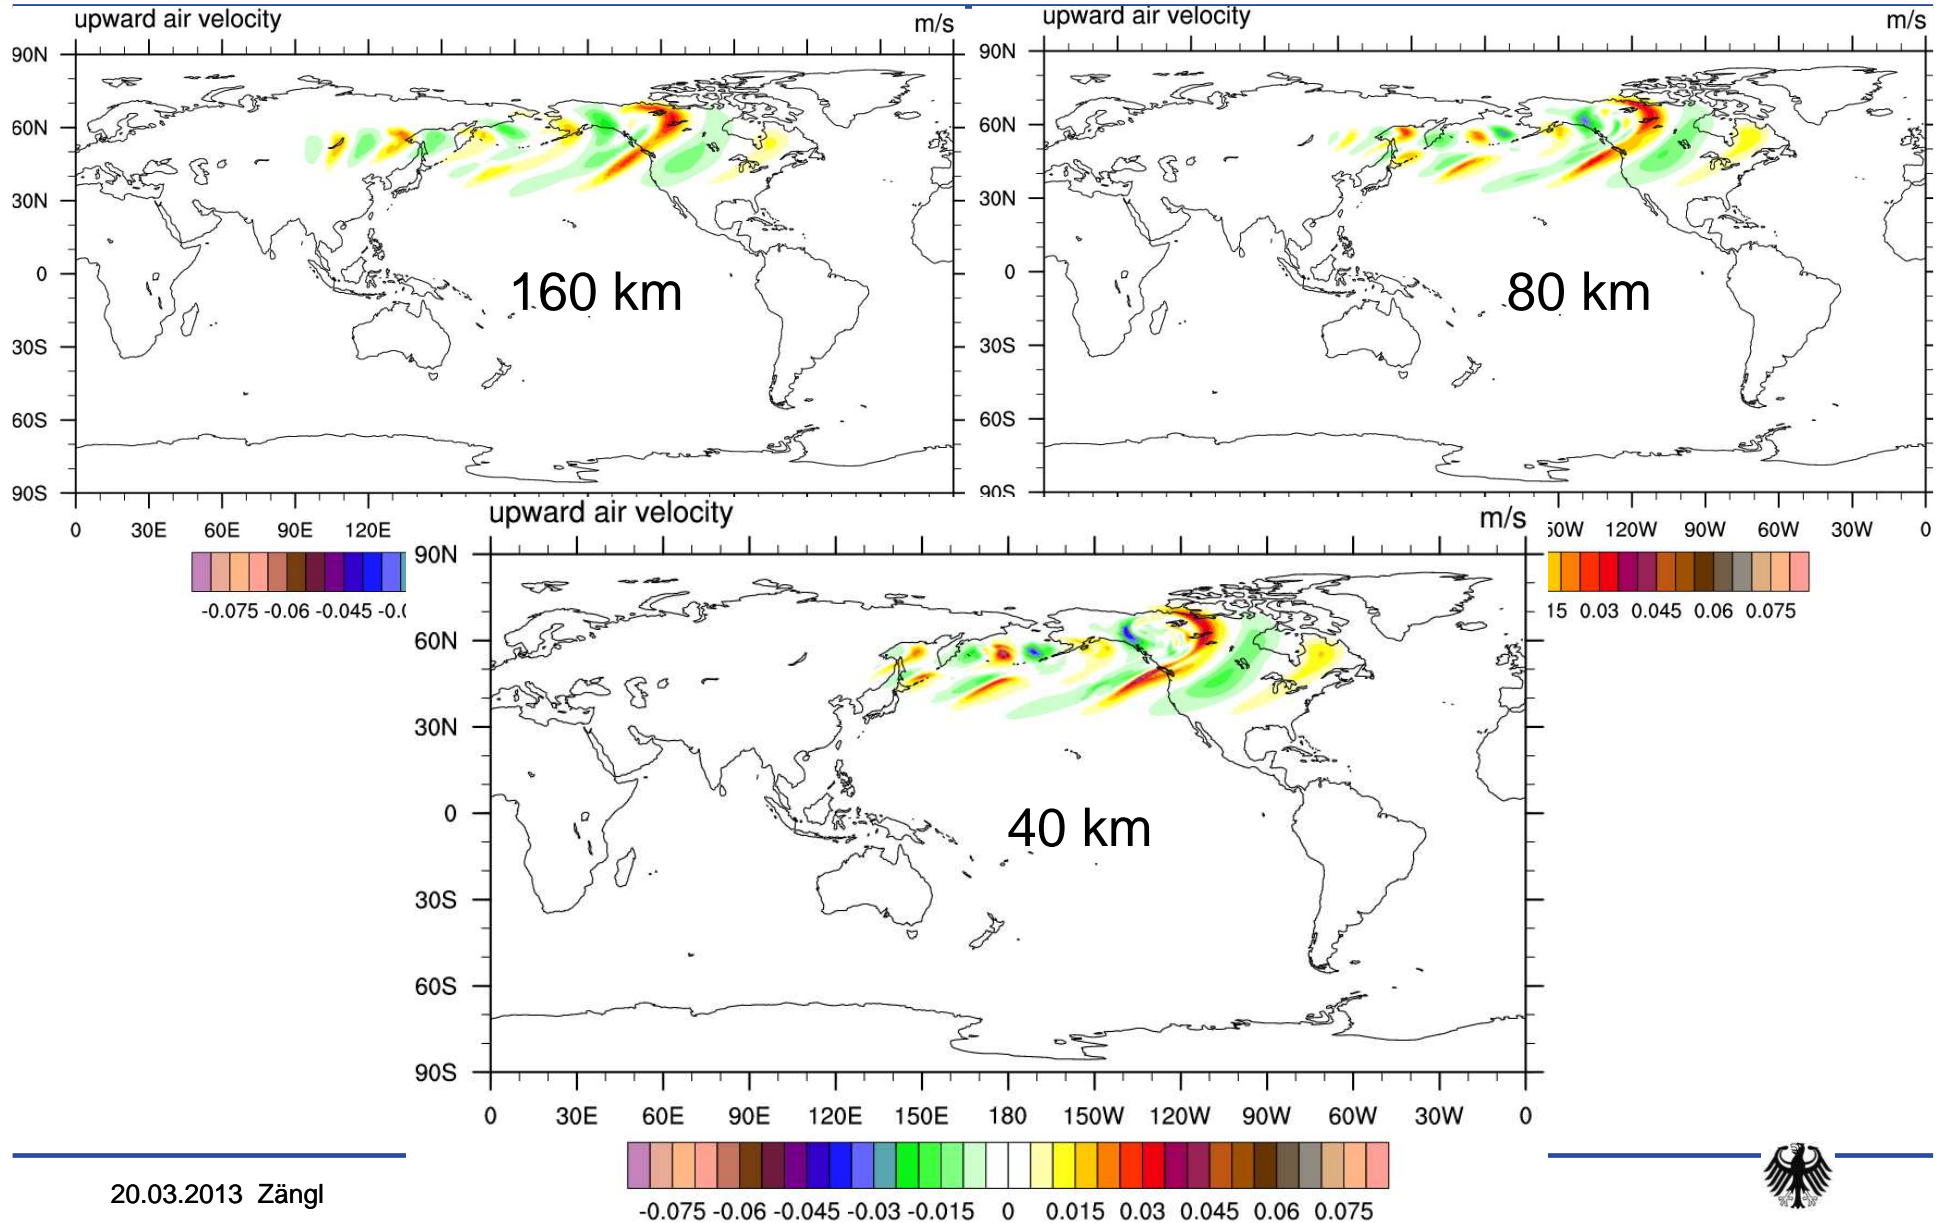 upward air velocity m/s
90N
60N
30N
0
30S
60S
90S
0 30E 60E 90E 120E
-0.075 -0.06 -0.045
160 km
upward air velocity m/s
90N
60N
30N
0
30S
60S
90S
120W 90W 60W 30W 0
0.03 0.045 0.06 0.075
80 km
upward air velocity m/s
90N
60N
30N
0
30S
60S
90S
0 30E 60E 90E 120E 150E 180 150W 120W 90W 60W 30W 0
-0.075 -0.06 -0.045 -0.03 -0.015 0 0.015 0.03 0.045 0.06 0.075
40 km
20.03.2013 Zängl